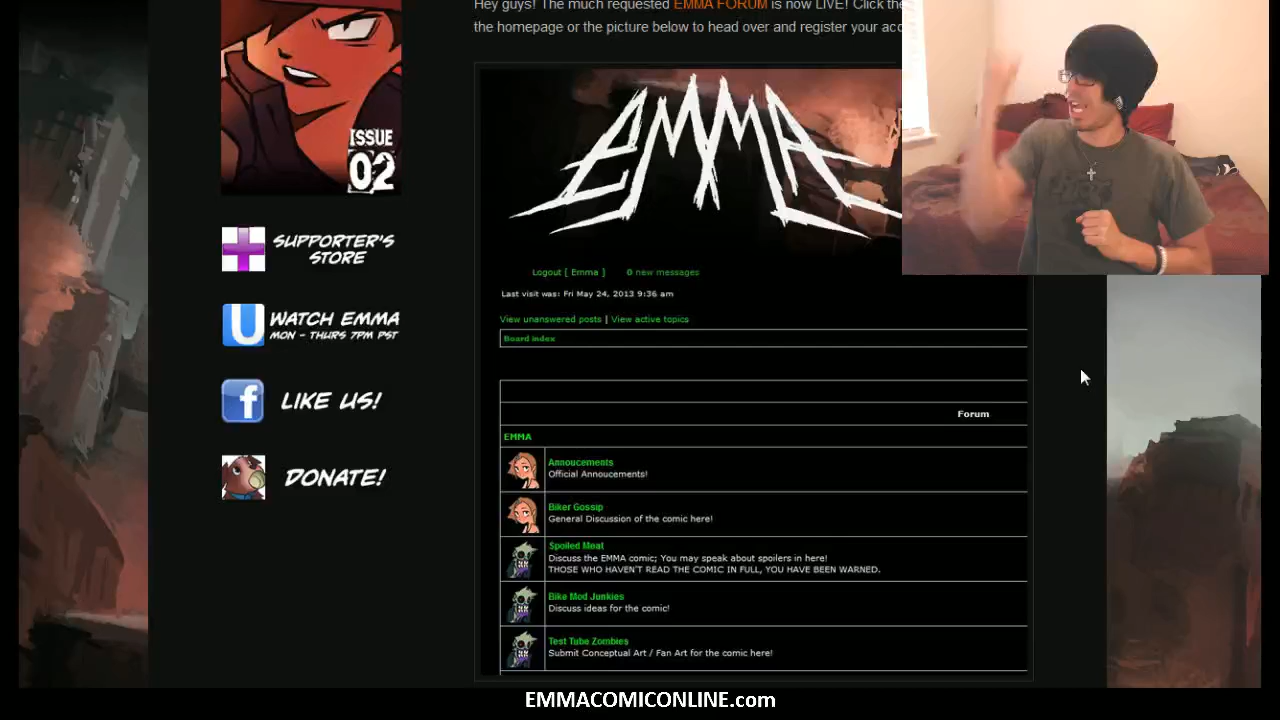 Hey guys! The much requested EMMA FORUM is now LIVE! Click the
the homepage or the picture below to head over and register your acc
ISSUE
02
EMMA
SUPPORTER'S
STORE
WATCH EMMA
MON - THURS 7PM PST
LIKE US!
DONATE!
Logout [ Emma ] 0 new messages
Last visit was: Fri May 24, 2013 9:36 am
View unanswered posts | View active topics
Board index
Forum
EMMA
Annoucements
Official Annoucements!
Biker Gossip
General Discussion of the comic here!
Spoiled Meat
Discuss the EMMA comic; You may speak about spoilers in here!
THOSE WHO HAVEN'T READ THE COMIC IN FULL, YOU HAVE BEEN WARNED.
Bike Mod Junkies
Discuss ideas for the comic!
Test Tube Zombies
Submit Conceptual Art / Fan Art for the comic here!
EMMACOMICONLINE.com